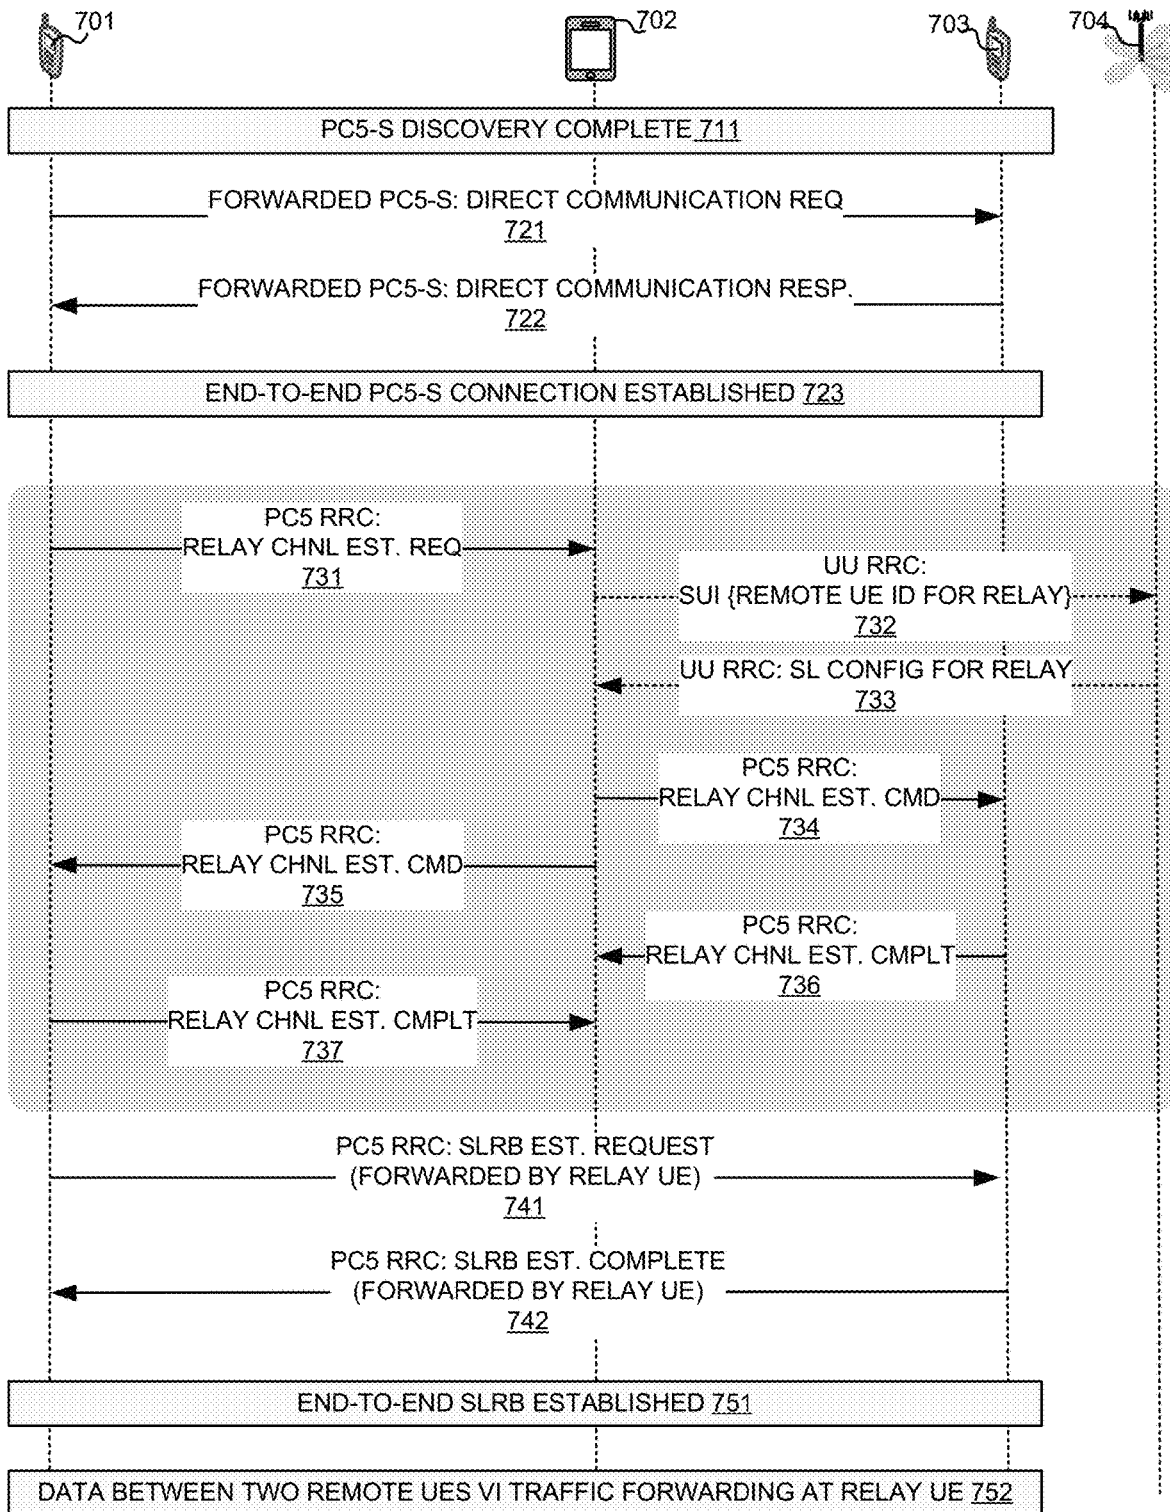 701
702
703
704
PC5-S DISCOVERY COMPLETE 711
FORWARDED PC5-S: DIRECT COMMUNICATION REQ
721
FORWARDED PC5-S: DIRECT COMMUNICATION RESP.
722
END-TO-END PC5-S CONNECTION ESTABLISHED 723
PC5 RRC:
RELAY CHNL EST. REQ
731
UU RRC:
SUI {REMOTE UE ID FOR RELAY}
732
UU RRC: SL CONFIG FOR RELAY
733
PC5 RRC:
RELAY CHNL EST. CMD
734
PC5 RRC:
RELAY CHNL EST. CMD
735
PC5 RRC:
RELAY CHNL EST. CMPLT
736
PC5 RRC:
RELAY CHNL EST. CMPLT
737
PC5 RRC: SLRB EST. REQUEST
(FORWARDED BY RELAY UE)
741
PC5 RRC: SLRB EST. COMPLETE
(FORWARDED BY RELAY UE)
742
END-TO-END SLRB ESTABLISHED 751
DATA BETWEEN TWO REMOTE UES VI TRAFFIC FORWARDING AT RELAY UE 752